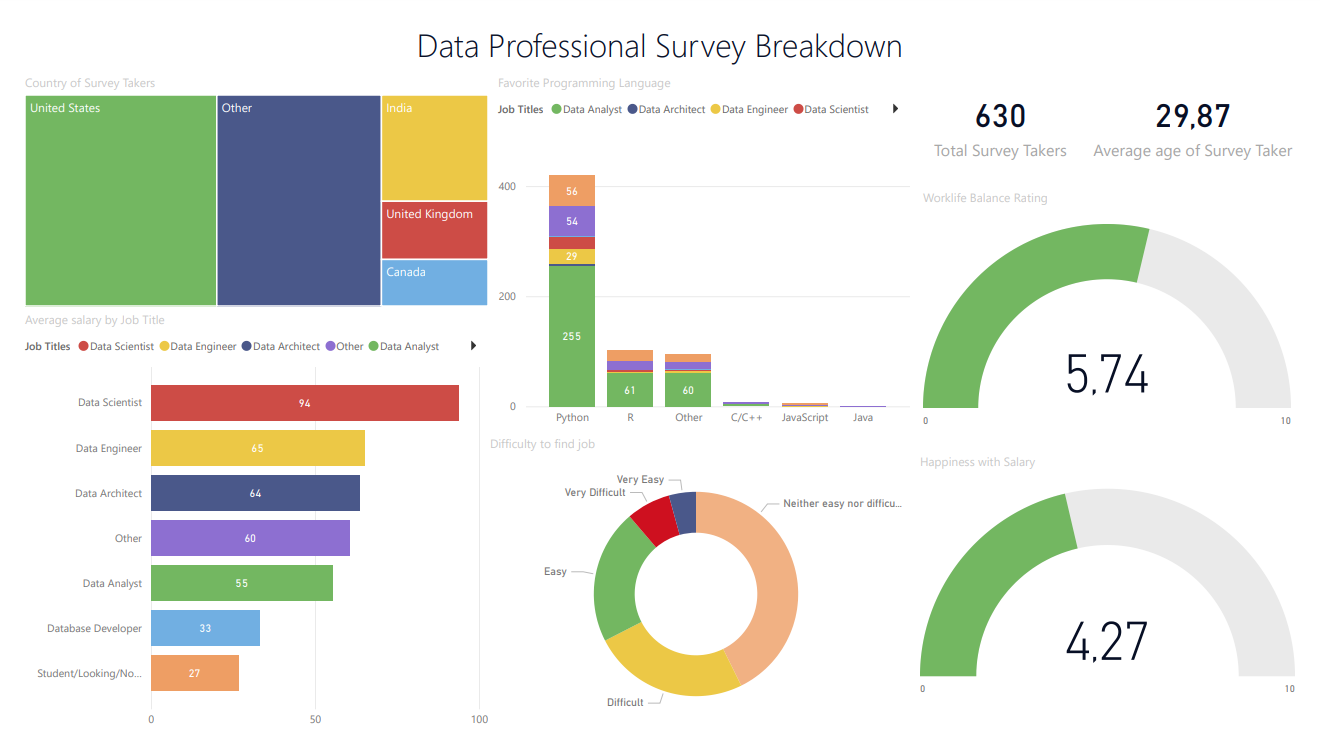 Data Professional Survey Breakdown
Country of Survey Takers
United States
Other
India
United Kingdom
Canada
Favorite Programming Language
Job Titles Data Analyst Data Architect Data Engineer Data Scientist
400
200
0
56
54
29
255
61
60
Python R Other C/C++ JavaScript Java
630
Total Survey Takers
29,87
Average age of Survey Taker
Worklife Balance Rating
5,74
0 10
Average salary by Job Title
Job Titles Data Scientist Data Engineer Data Architect Other Data Analyst
Data Scientist 94
Data Engineer 65
Data Architect 64
Other 60
Data Analyst 55
Database Developer 33
Student/Looking/No... 27
0 50 100
Difficulty to find job
Very Easy
Very Difficult
Neither easy nor difficu...
Easy
Difficult
Happiness with Salary
4,27
0 10